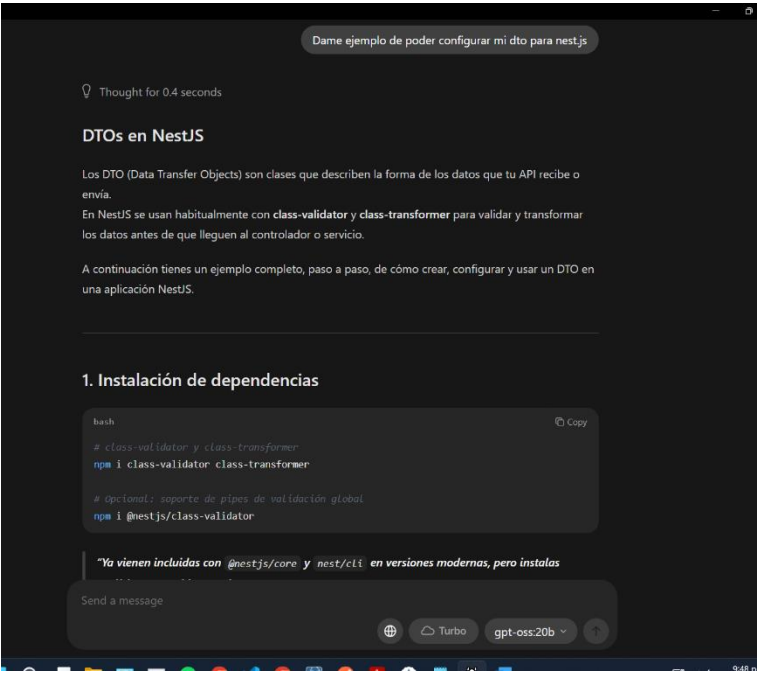 Dame ejemplo de poder configurar mi dto para nest.js
Thought for 0.4 seconds
DTOs en NestJS
Los DTO (Data Transfer Objects) son clases que describen la forma de los datos que tu API recibe o
envía.
En NestJS se usan habitualmente con class-validator y class-transformer para validar y transformar
los datos antes de que lleguen al controlador o servicio.
A continuación tienes un ejemplo completo, paso a paso, de cómo crear, configurar y usar un DTO en
una aplicación NestJS.
1. Instalación de dependencias
bash
Copy
# class-validator y class-transformer
npm i class-validator class-transformer
# Opcional: soporte de pipes de validación global
npm i @nestjs/class-validator
"Ya vienen incluidas con @nestjs/core y nest/cli en versiones modernas, pero instalas
Send a message
Turbo
gpt-oss:20b
9:48 p